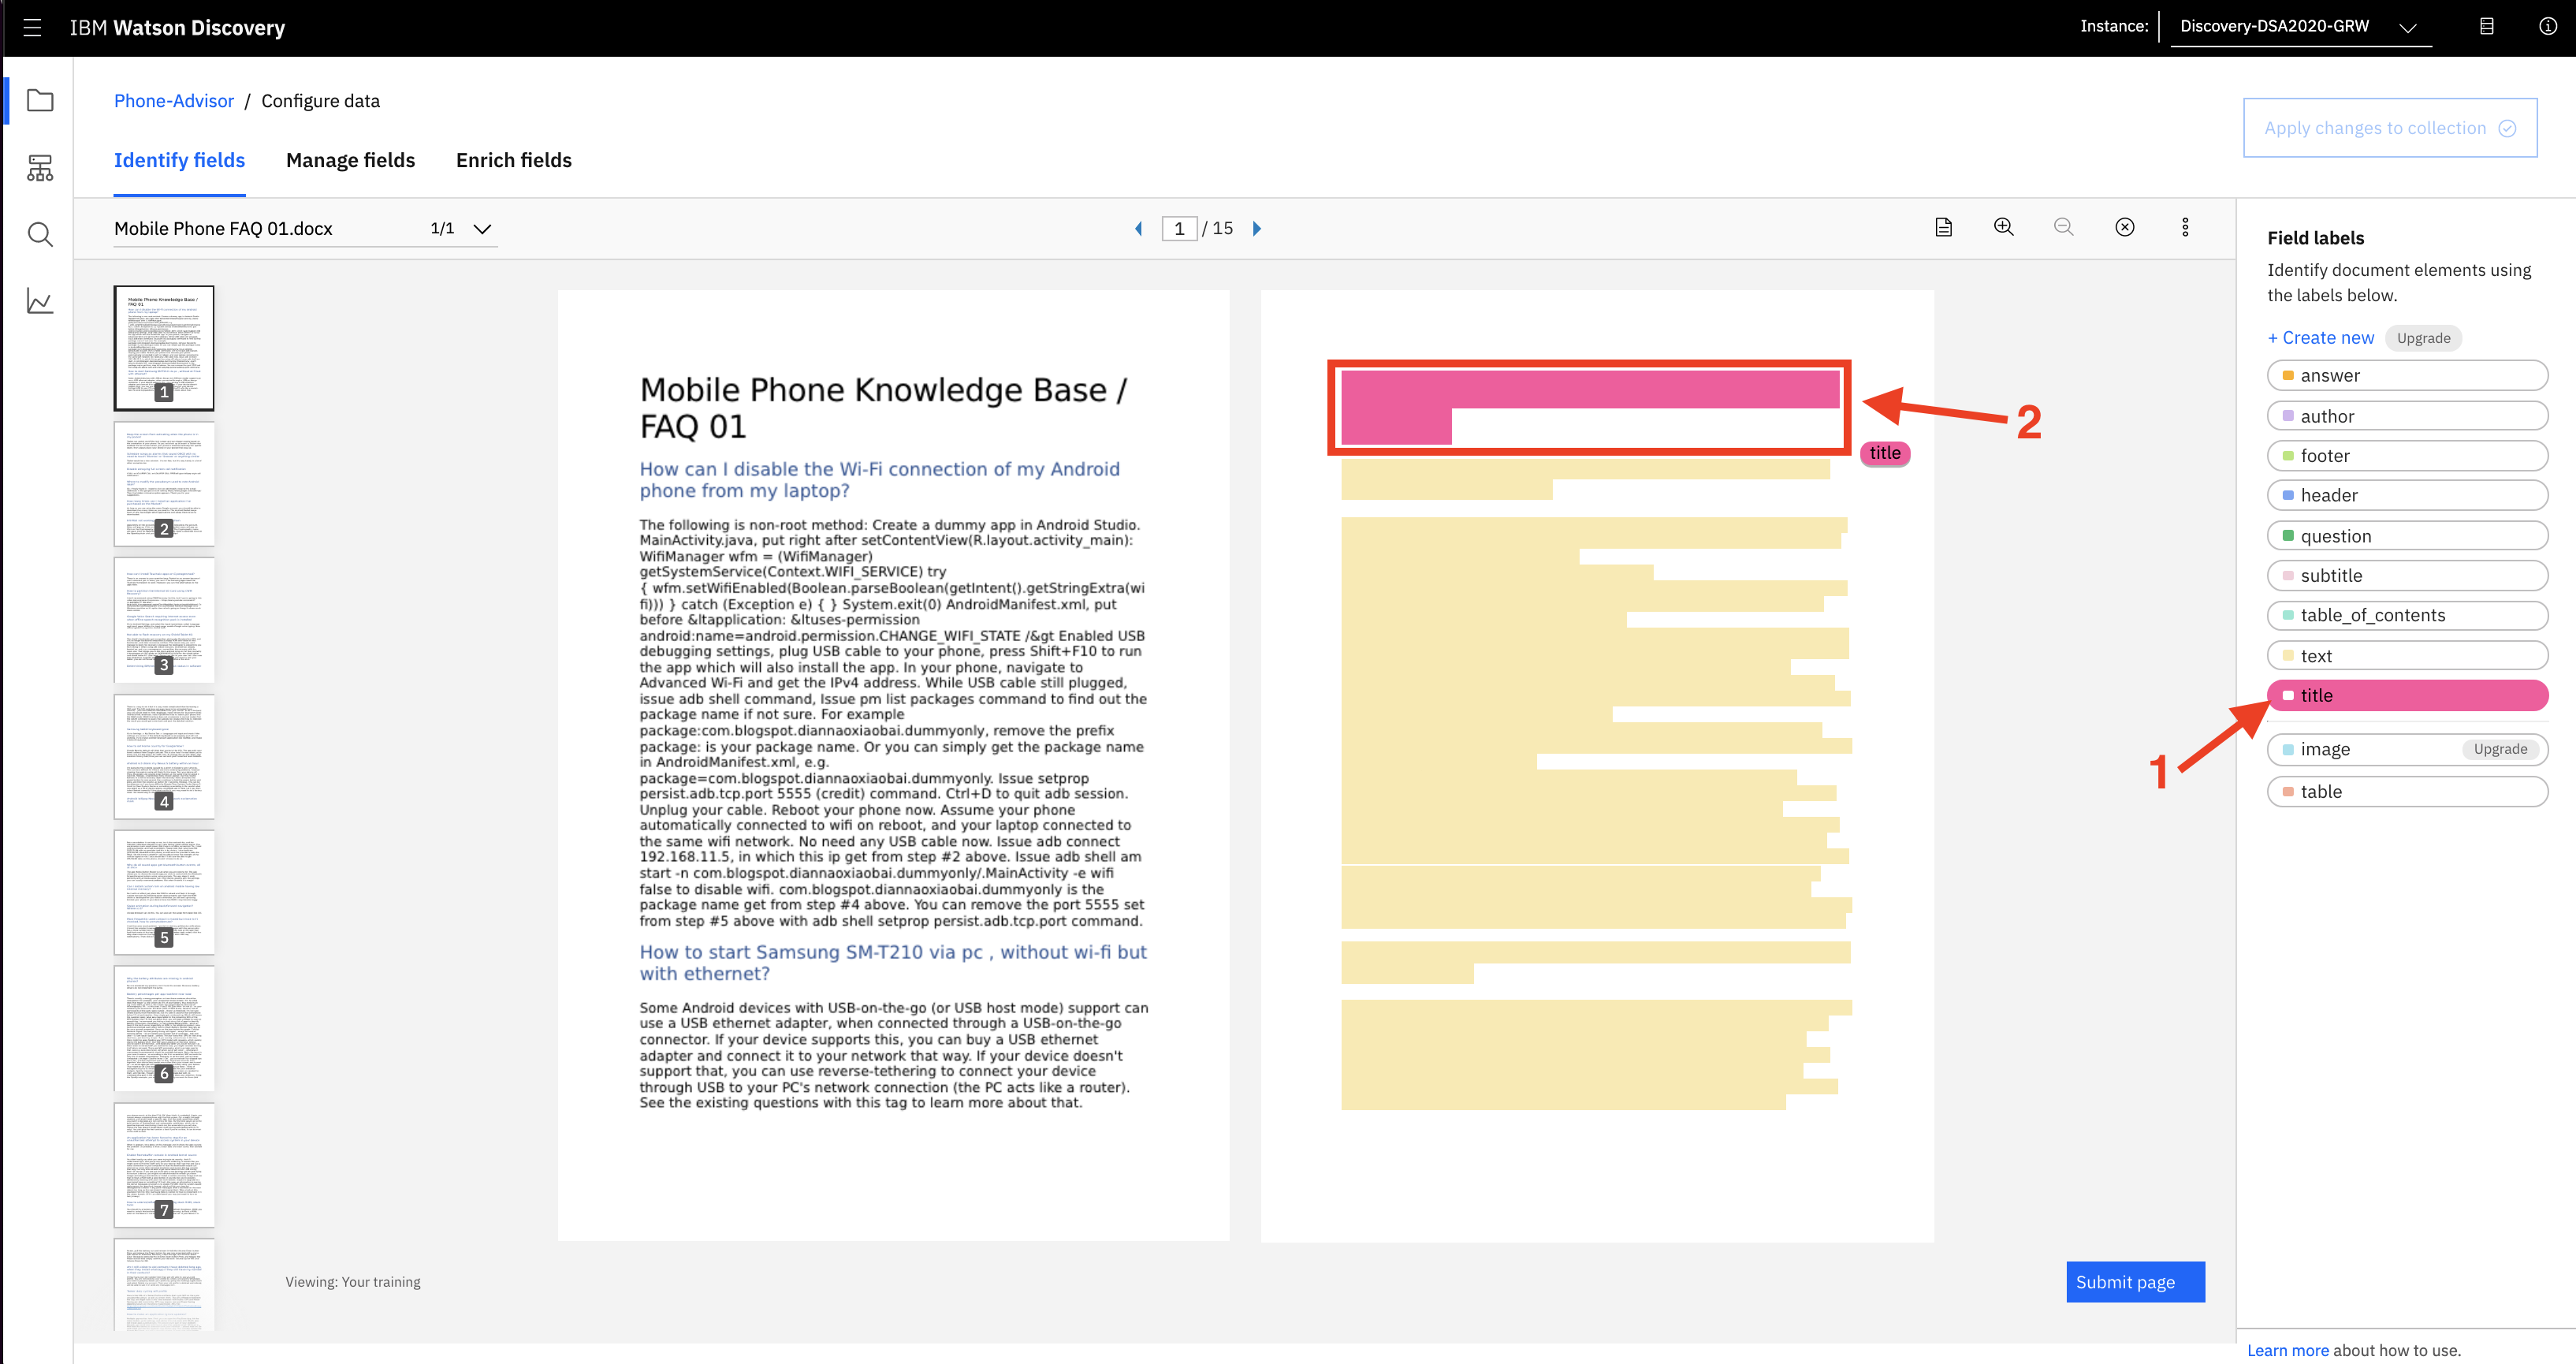 IBM Watson Discovery
Instance:
Discovery-DSA2020-GRW
Phone-Advisor / Configure data
Apply changes to collection
Identify fields
Manage fields
Enrich fields
Mobile Phone FAQ 01.docx
1/1
1 / 15
1
2
3
4
5
6
7
Mobile Phone Knowledge Base /
FAQ 01
How can I disable the Wi-Fi connection of my Android
phone from my laptop?
The following is non-root method: Create a dummy app in Android Studio.
MainActivity.java, put right after setContentView(R.layout.activity_main):
WifiManager wfm = (WifiManager)
getSystemService(Context.WIFI_SERVICE) try
{ wfm.setWifiEnabled(Boolean.parseBoolean(getIntent().getStringExtra(wi
fi))) } catch (Exception e) { } System.exit(0) AndroidManifest.xml, put
before &ltapplication: &ltuses-permission
android:name=android.permission.CHANGE_WIFI_STATE /&gt Enabled USB
debugging settings, plug USB cable to your phone, press Shift+F10 to run
the app which will also install the app. In your phone, navigate to
Advanced Wi-Fi and get the IPv4 address. While USB cable still plugged,
issue adb shell command, Issue pm list packages command to find out the
package name if not sure. For example
package:com.blogspot.diannaoxiaobai.dummyonly, remove the prefix
package: is your package name. Or you can simply get the package name
in AndroidManifest.xml, e.g.
package=com.blogspot.diannaoxiaobai.dummyonly. Issue setprop
persist.adb.tcp.port 5555 (credit) command. Ctrl+D to quit adb session.
Unplug your cable. Reboot your phone now. Assume your phone
automatically connected to wifi on reboot, and your laptop connected to
the same wifi network. No need any USB cable now. Issue adb connect
192.168.11.5, in which this ip get from step #2 above. Issue adb shell am
start -n com.blogspot.diannaoxiaobai.dummyonly/.MainActivity -e wifi
false to disable wifi. com.blogspot.diannaoxiaobai.dummyonly is the
package name get from step #4 above. You can remove the port 5555 set
from step #5 above with adb shell setprop persist.adb.tcp.port command.
How to start Samsung SM-T210 via pc , without wi-fi but
with ethernet?
Some Android devices with USB-on-the-go (or USB host mode) support can
use a USB ethernet adapter, when connected through a USB-on-the-go
connector. If your device supports this, you can buy a USB ethernet
adapter and connect it to your network that way. If your device doesn't
support that, you can use reverse-tethering to connect your device
through USB to your PC's network connection (the PC acts like a router).
See the existing questions with this tag to learn more about that.
2
title
Field labels
Identify document elements using
the labels below.
+ Create new
Upgrade
answer
author
footer
header
question
subtitle
table_of_contents
text
title
1
image
Upgrade
table
Viewing: Your training
Submit page
Learn more about how to use.